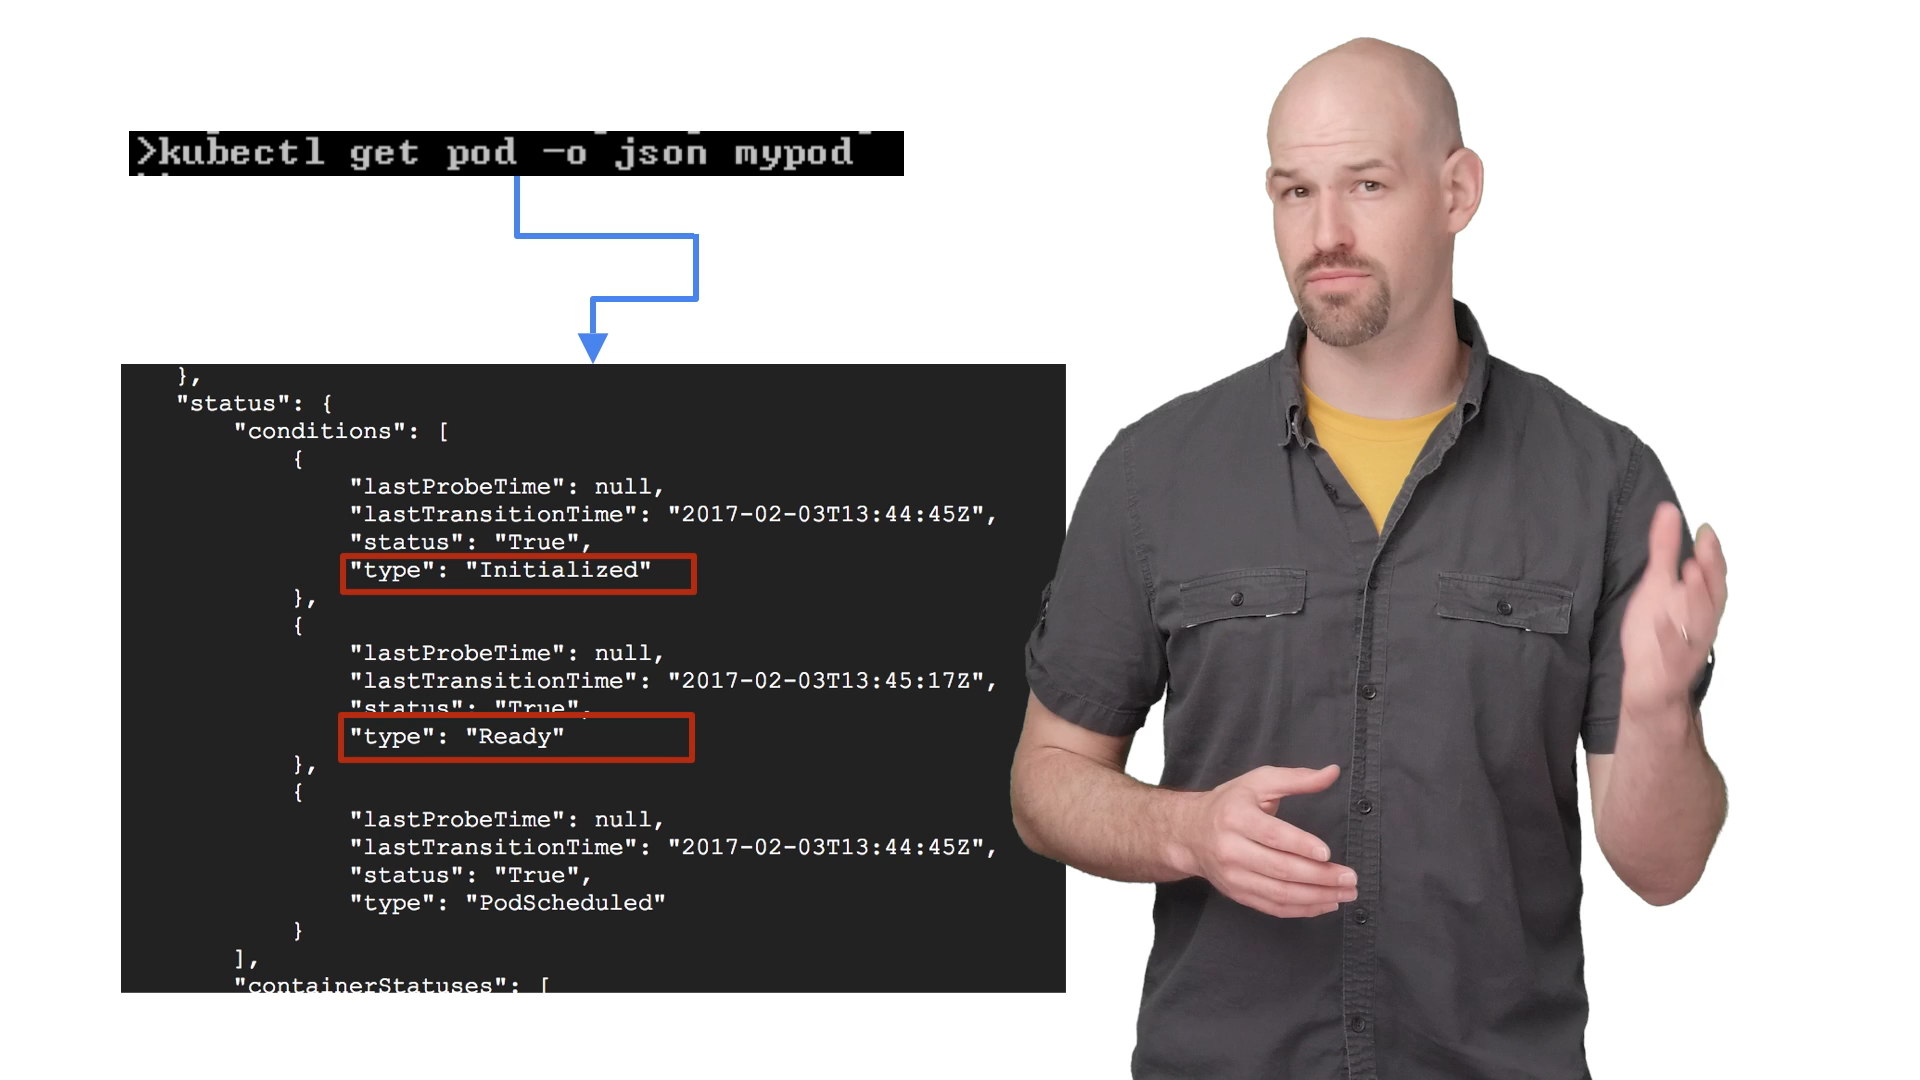 >kubectl get pod -o json mypod
},
"status": {
"conditions": [
{
"lastProbeTime": null,
"lastTransitionTime": "2017-02-03T13:44:45Z",
"status": "True",
"type": "Initialized"
},
{
"lastProbeTime": null,
"lastTransitionTime": "2017-02-03T13:45:17Z",
"status": "True",
"type": "Ready"
},
{
"lastProbeTime": null,
"lastTransitionTime": "2017-02-03T13:44:45Z",
"status": "True",
"type": "PodScheduled"
}
],
"containerStatuses": [